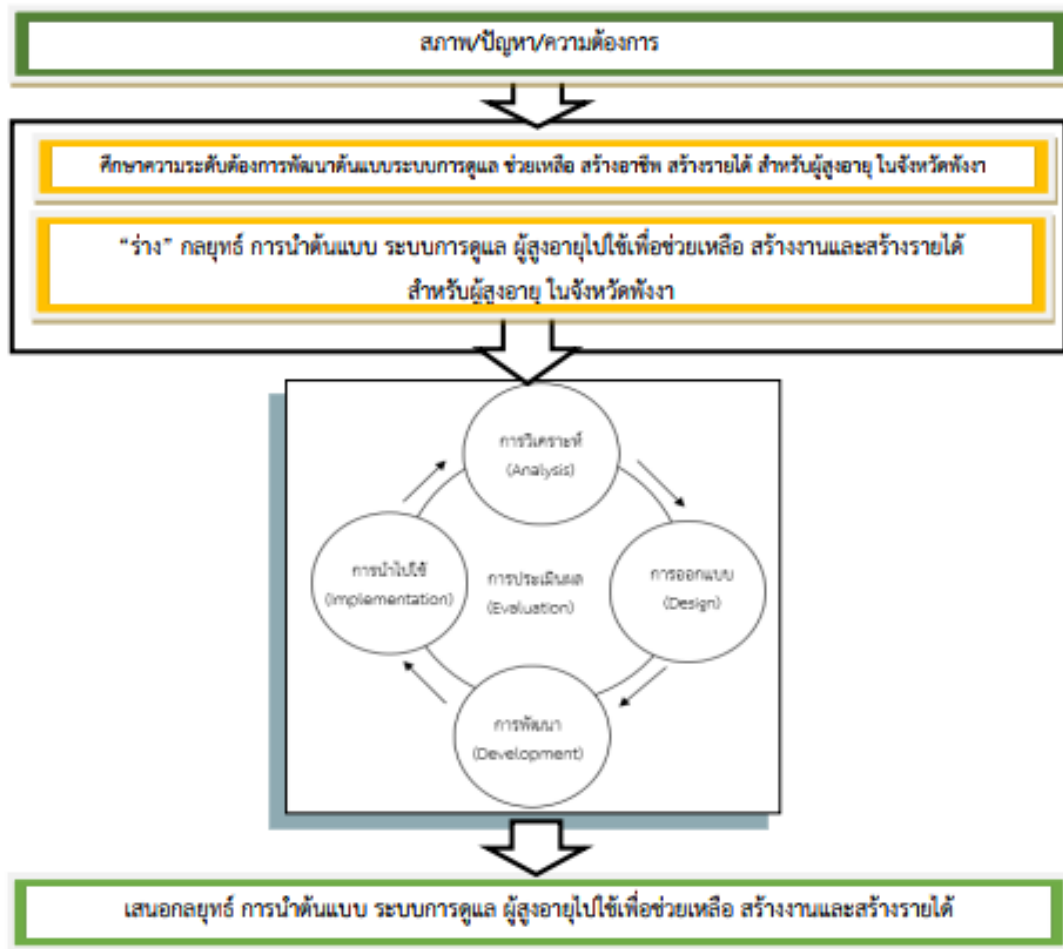 สภาพ/ปัญหา/ความต้องการ
ศึกษาความระดับต้องการพัฒนาต้นแบบระบบการดูแล ช่วยเหลือ สร้างอาชีพ สร้างรายได้ สำหรับผู้สูงอายุ ในจังหวัดพังงา
“ร่าง” กลยุทธ์ การนำต้นแบบ ระบบการดูแล ผู้สูงอายุไปใช้เพื่อช่วยเหลือ สร้างงานและสร้างรายได้
สำหรับผู้สูงอายุ ในจังหวัดพังงา
การวิเคราะห์
(Analysis)
การนำไปใช้
(Implementation)
การประเมินผล
(Evaluation)
การออกแบบ
(Design)
การพัฒนา
(Development)
เสนอกลยุทธ์ การนำต้นแบบ ระบบการดูแล ผู้สูงอายุไปใช้เพื่อช่วยเหลือ สร้างงานและสร้างรายได้